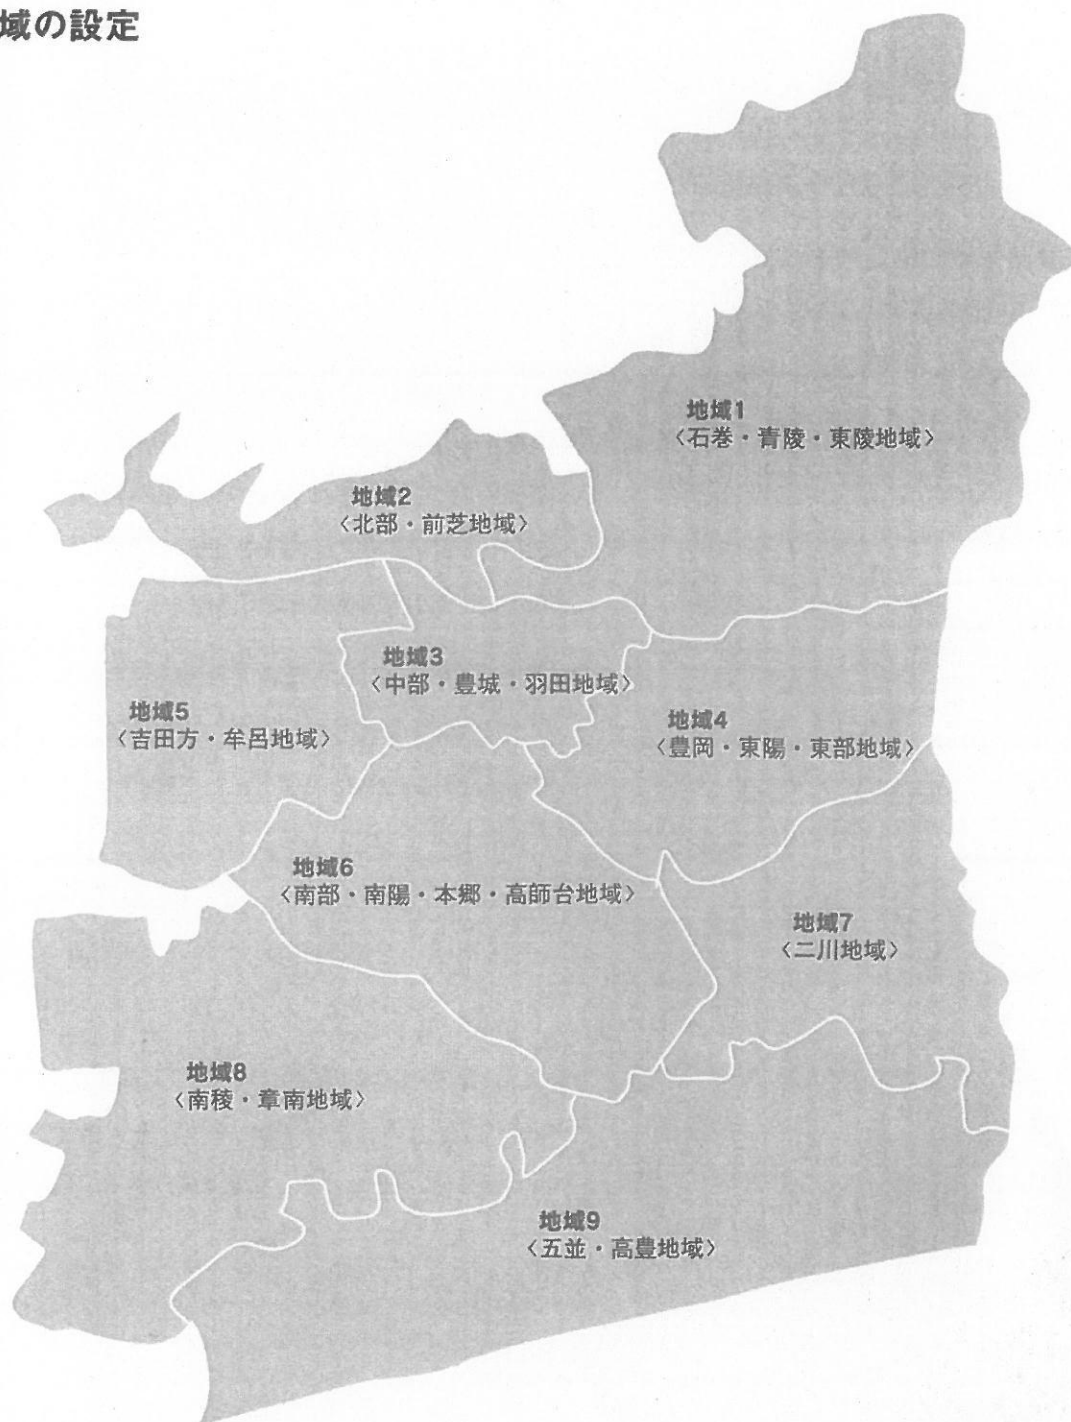 域の設定
地域1
〈石巻・青陵・東陵地域〉
地域2
〈北部・前芝地域〉
地域3
〈中部・豊城・羽田地域〉
地域4
〈豊岡・東陽・東部地域〉
地域5
〈吉田方・牟呂地域〉
地域6
〈南部・南陽・本郷・高師台地域〉
地域7
〈二川地域〉
地域8
〈南稜・章南地域〉
地域9
〈五並・高豊地域〉